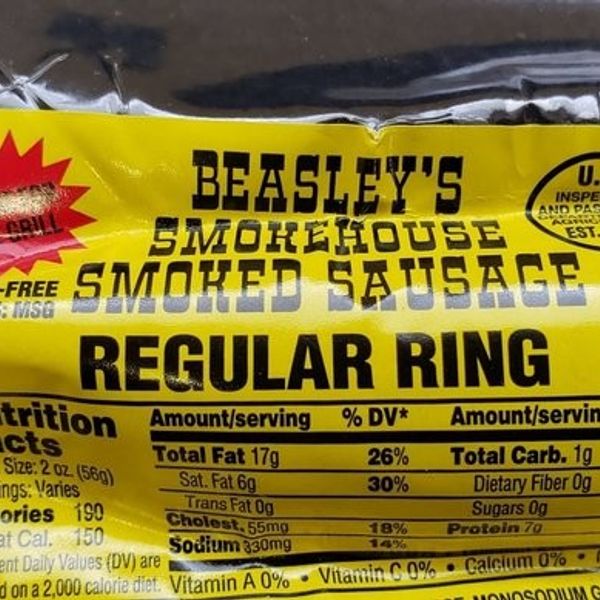 BEASLEY'S
SMOKEHOUSE
SMOKED SAUSAGE
REGULAR RING
GRILL
-FREE
: MSG
U.
INSPE
AND PAS
EST.
trition
cts
Size: 2 oz. (56g)
ings: Varies
ories 190
at Cal. 150
ent Daily Values (DV) are
d on a 2,000 calorie diet.
Amount/serving % DV* Amount/servin
Total Fat 17g 26% Total Carb. 1g
Sat. Fat 6g 30% Dietary Fiber 0g
Trans Fat 0g Sugars 0g
Cholest. 55mg 18% Protein 7g
Sodium 330mg 14%
Vitamin A 0% • Vitamin C 0% • Calcium 0% •
MONOSODIUM G